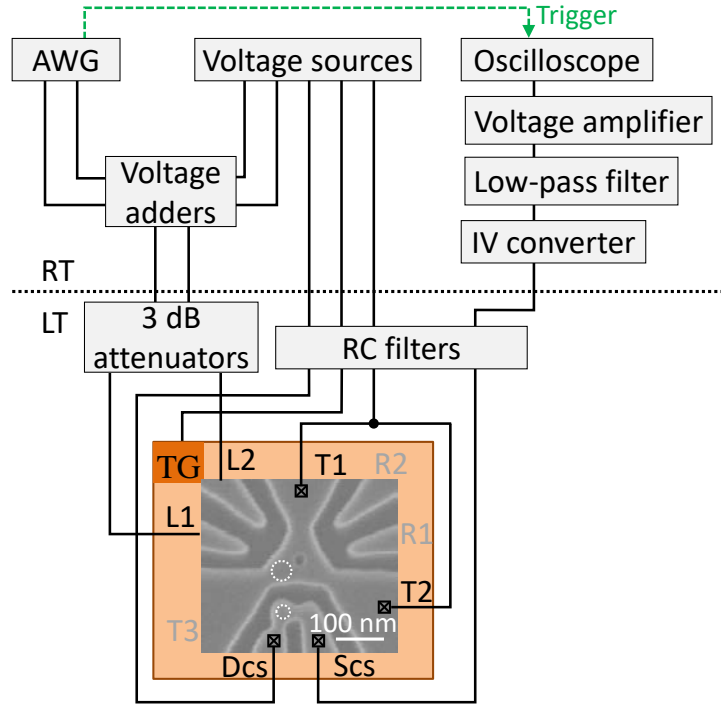 Trigger
AWG
Voltage sources
Oscilloscope
Voltage amplifier
Voltage
adders
Low-pass filter
IV converter
RT
LT
3 dB
attenuators
RC filters
TG
L2
T1
R2
L1
R1
T2
T3
100 nm
Dcs
Scs